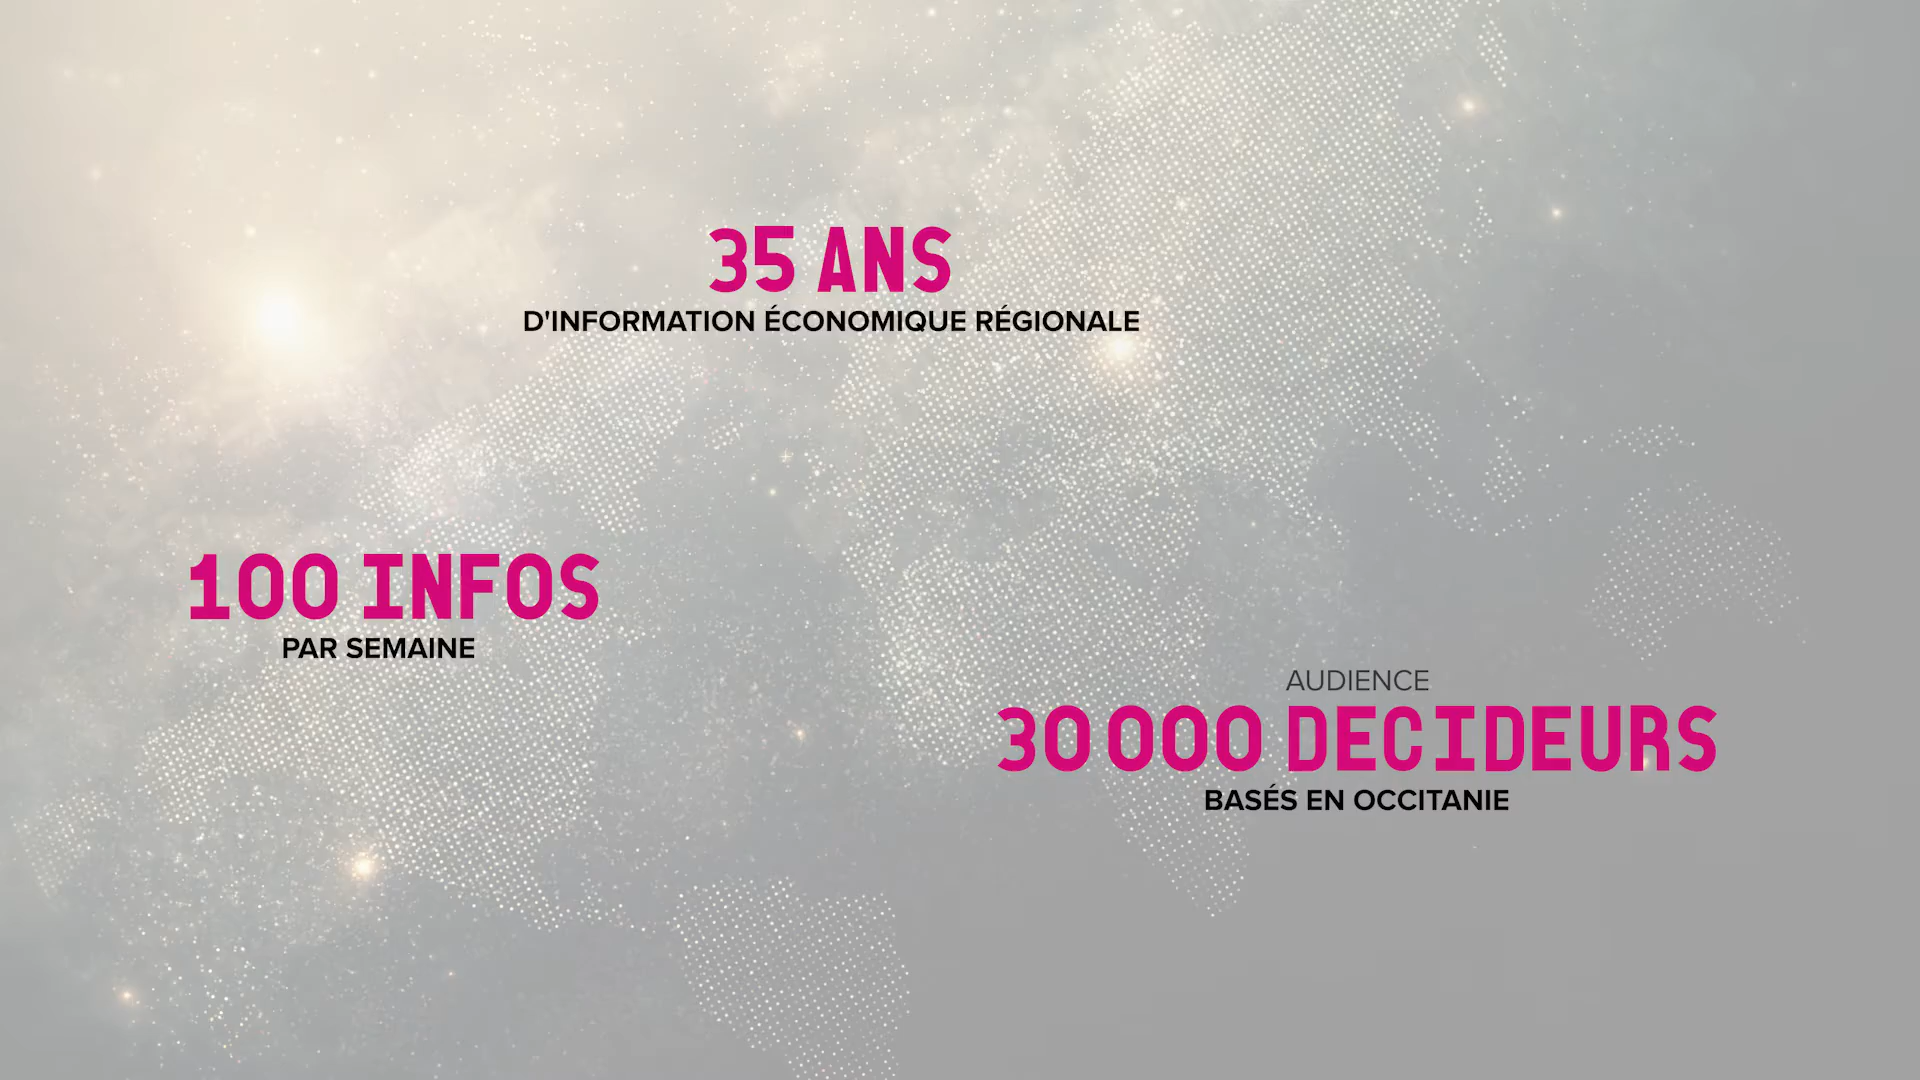 35 ANS
D'INFORMATION ÉCONOMIQUE RÉGIONALE
100 INFOS
PAR SEMAINE
AUDIENCE
30 000 DECIDEURS
BASÉS EN OCCITANIE